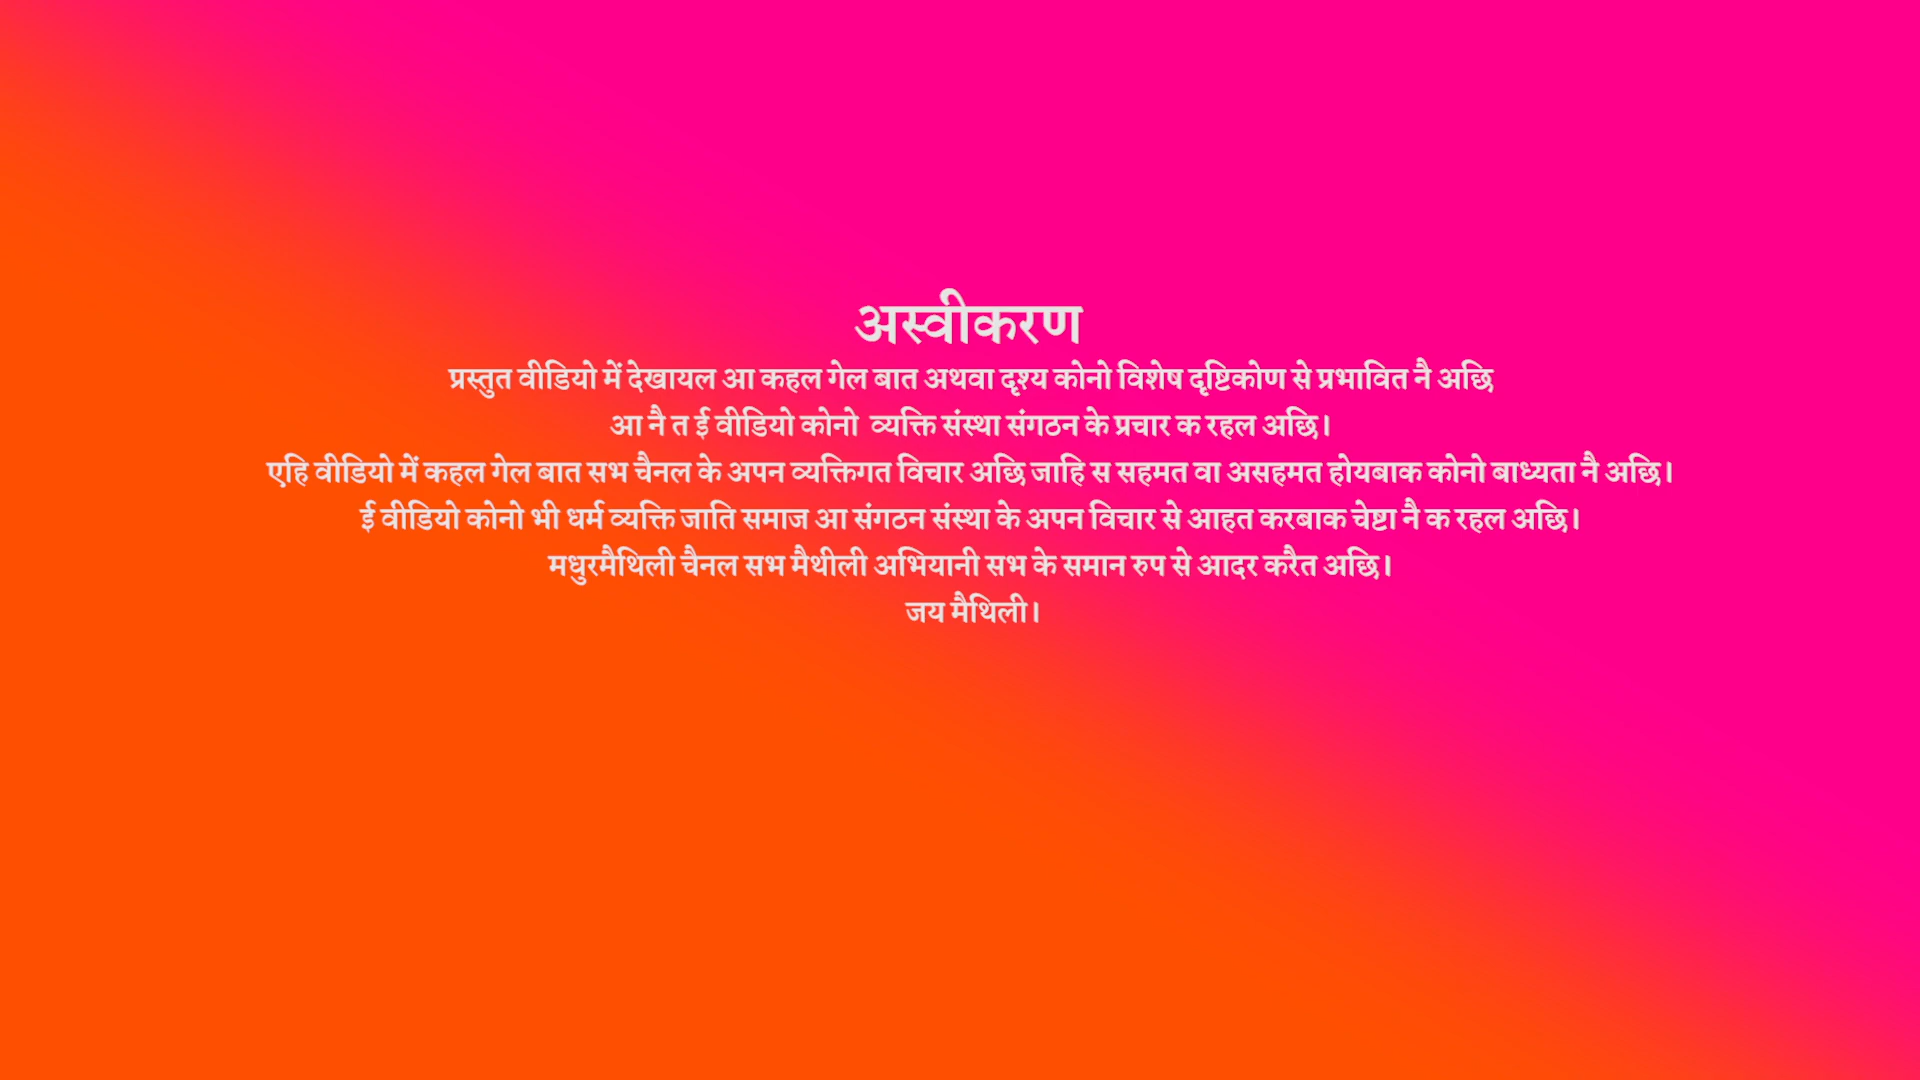 अस्वीकरण
प्रस्तुत वीडियो में देखायल आ कहल गेल बात अथवा दृश्य कोनो विशेष दृष्टिकोण से प्रभावित नै अछि
आ नै त ई वीडियो कोनो व्यक्ति संस्था संगठन के प्रचार क रहल अछि।
एहि वीडियो में कहल गेल बात सभ चैनल के अपन व्यक्तिगत विचार अछि जाहि स सहमत वा असहमत होयबाक कोनो बाध्यता नै अछि।
ई वीडियो कोनो भी धर्म व्यक्ति जाति समाज आ संगठन संस्था के अपन विचार से आहत करबाक चेष्टा नै क रहल अछि।
मधुरमैथिली चैनल सभ मैथीली अभियानी सभ के समान रुप से आदर करैत अछि।
जय मैथिली।